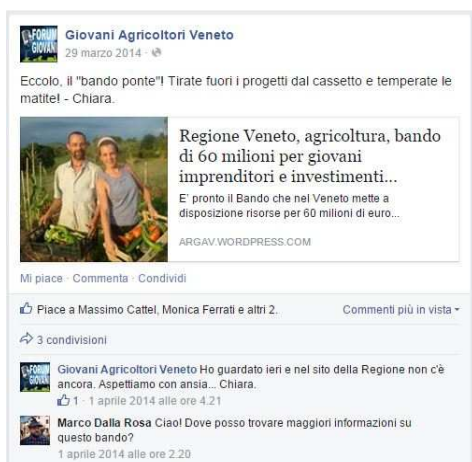 FORUM
GIOVANI
Giovani Agricoltori Veneto
29 marzo 2014 ·
Eccolo, il "bando ponte"! Tirate fuori i progetti dal cassetto e temperate le
matite! - Chiara.
Regione Veneto, agricoltura, bando
di 60 milioni per giovani
imprenditori e investimenti...
E' pronto il Bando che nel Veneto mette a
disposizione risorse per 60 milioni di euro...
ARGAV.WORDPRESS.COM
Mi piace · Commenta · Condividi
Piace a Massimo Cattel, Monica Ferrati e altri 2.
Commenti più in vista
3 condivisioni
FORUM
GIOVANI
Giovani Agricoltori Veneto Ho guardato ieri e nel sito della Regione non c'è
ancora. Aspettiamo con ansia... Chiara.
1 · 1 aprile 2014 alle ore 4.21
Marco Dalla Rosa Ciao! Dove posso trovare maggiori informazioni su
questo bando?
1 aprile 2014 alle ore 2.20